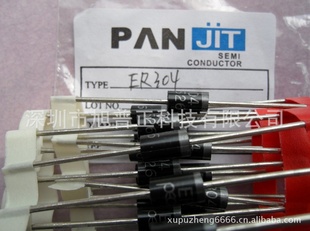 PAN JIT
SEMI
CONDUCTOR
TYPE ER304
LOT NO
深圳市旭普正科技有限公司
xupuzheng6666.cn.alibaba.com